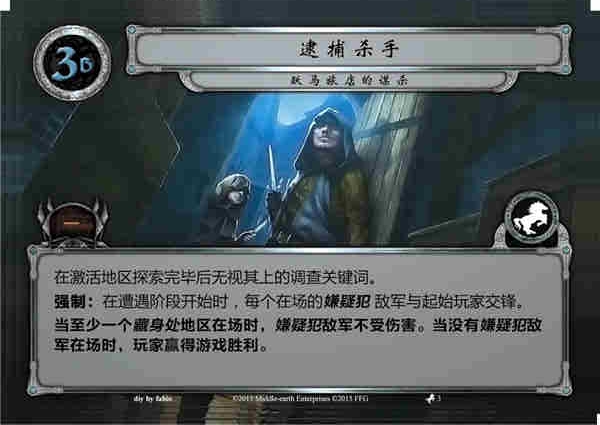 3B
逮捕杀手
跃马旅店的谋杀
在激活地区探索完毕后无视其上的调查关键词。
强制：在遭遇阶段开始时，每个在场的嫌疑犯 敌军与起始玩家交锋。
当至少一个藏身处地区在场时，嫌疑犯敌军不受伤害。当没有嫌疑犯敌
军在场时，玩家赢得游戏胜利。
diy by fabio ©2015 Middle-earth Enterprises ©2015 FFG 3